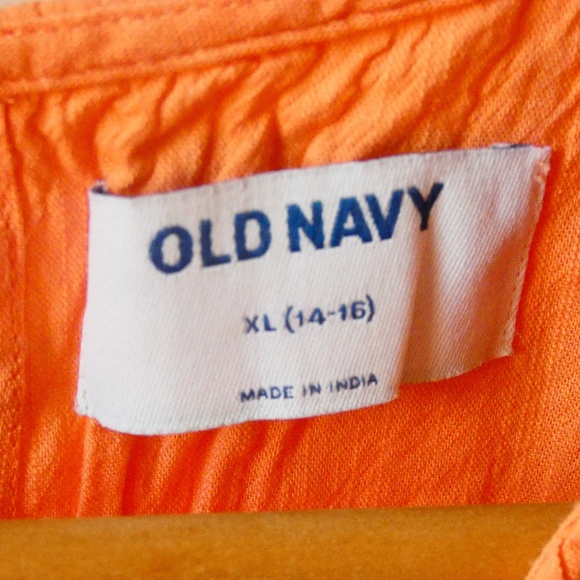 OLD NAVY
XL (14-16)
MADE IN INDIA